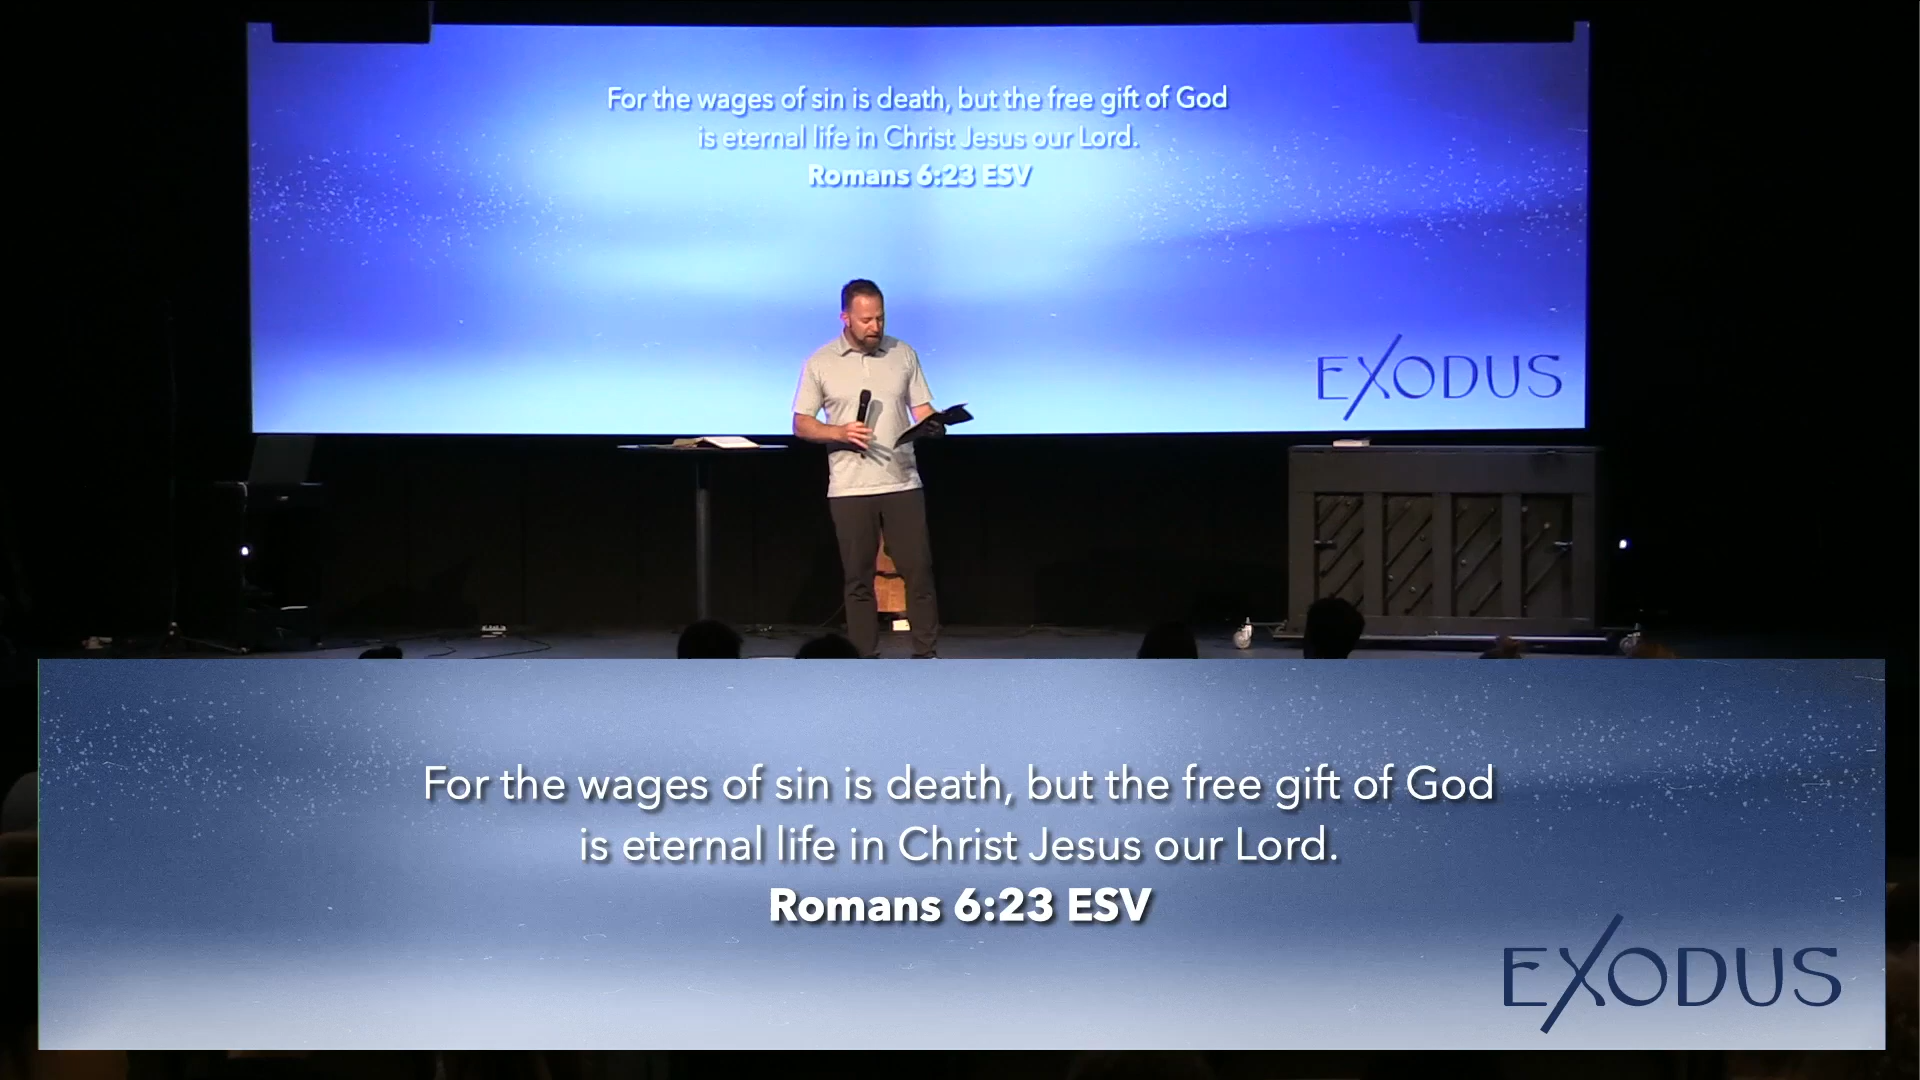 For the wages of sin is death, but the free gift of God
is eternal life in Christ Jesus our Lord.
Romans 6:23 ESV
EXODUS
For the wages of sin is death, but the free gift of God
is eternal life in Christ Jesus our Lord.
Romans 6:23 ESV
EXODUS